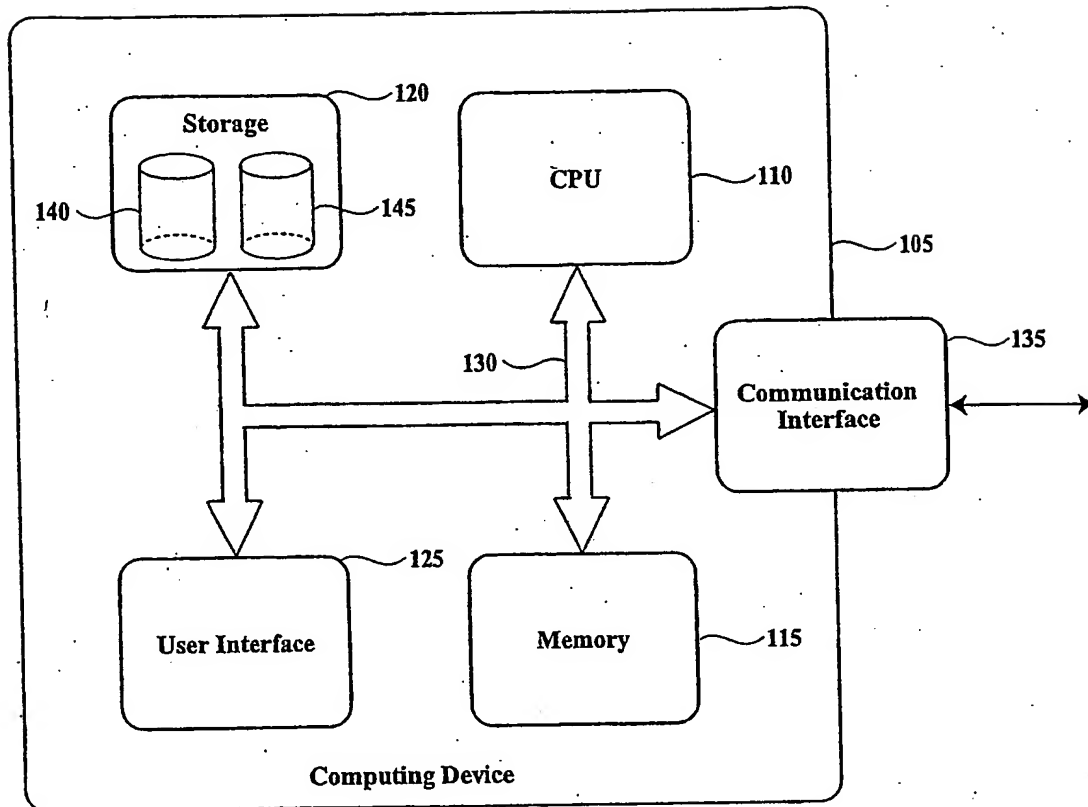 120
Storage
140
145
CPU
110
105
130
135
Communication
Interface
125
User Interface
Memory
115
Computing Device